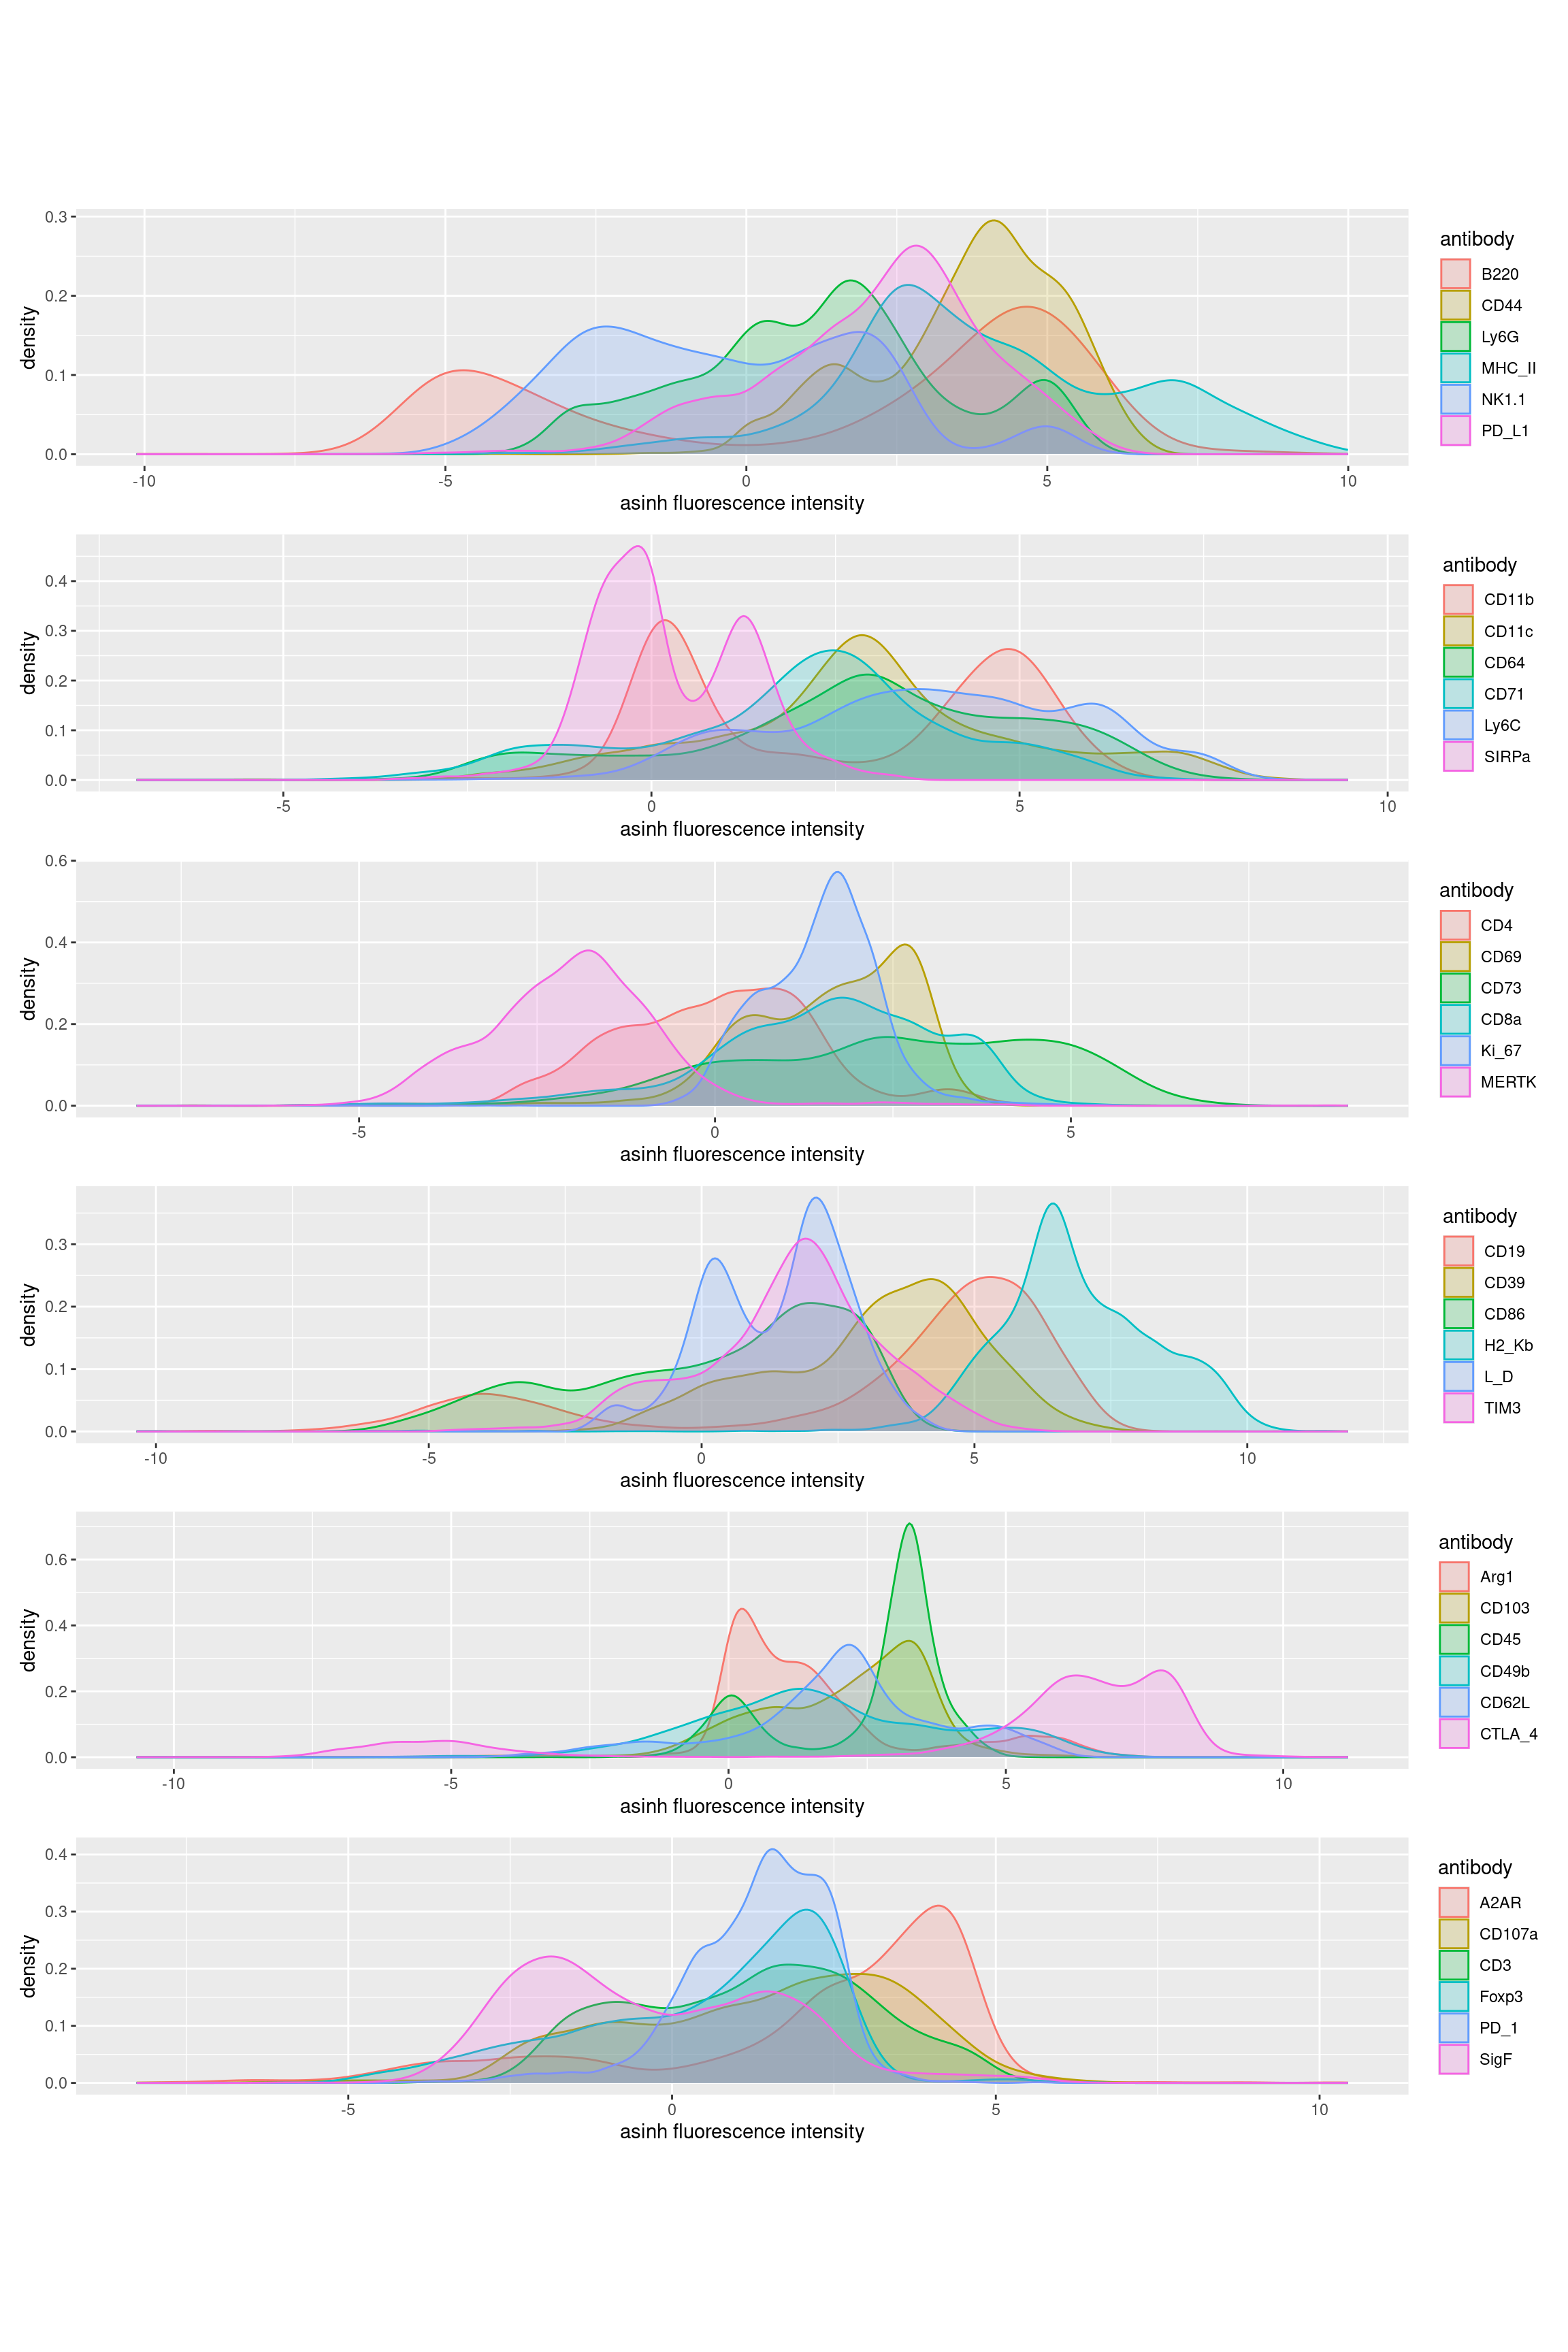 0.3
0.2
0.1
0.0
density
-10
-5
0
5
10
asinh fluorescence intensity
antibody
B220
CD44
Ly6G
MHC_II
NK1.1
PD_L1
0.4
0.3
0.2
0.1
0.0
density
-5
0
5
10
asinh fluorescence intensity
antibody
CD11b
CD11c
CD64
CD71
Ly6C
SIRPa
0.6
0.4
0.2
0.0
density
-5
0
5
asinh fluorescence intensity
antibody
CD4
CD69
CD73
CD8a
Ki_67
MERTK
0.3
0.2
0.1
0.0
density
-10
-5
0
5
10
asinh fluorescence intensity
antibody
CD19
CD39
CD86
H2_Kb
L_D
TIM3
0.6
0.4
0.2
0.0
density
-10
-5
0
5
10
asinh fluorescence intensity
antibody
Arg1
CD103
CD45
CD49b
CD62L
CTLA_4
0.4
0.3
0.2
0.1
0.0
density
-5
0
5
10
asinh fluorescence intensity
antibody
A2AR
CD107a
CD3
Foxp3
PD_1
SigF